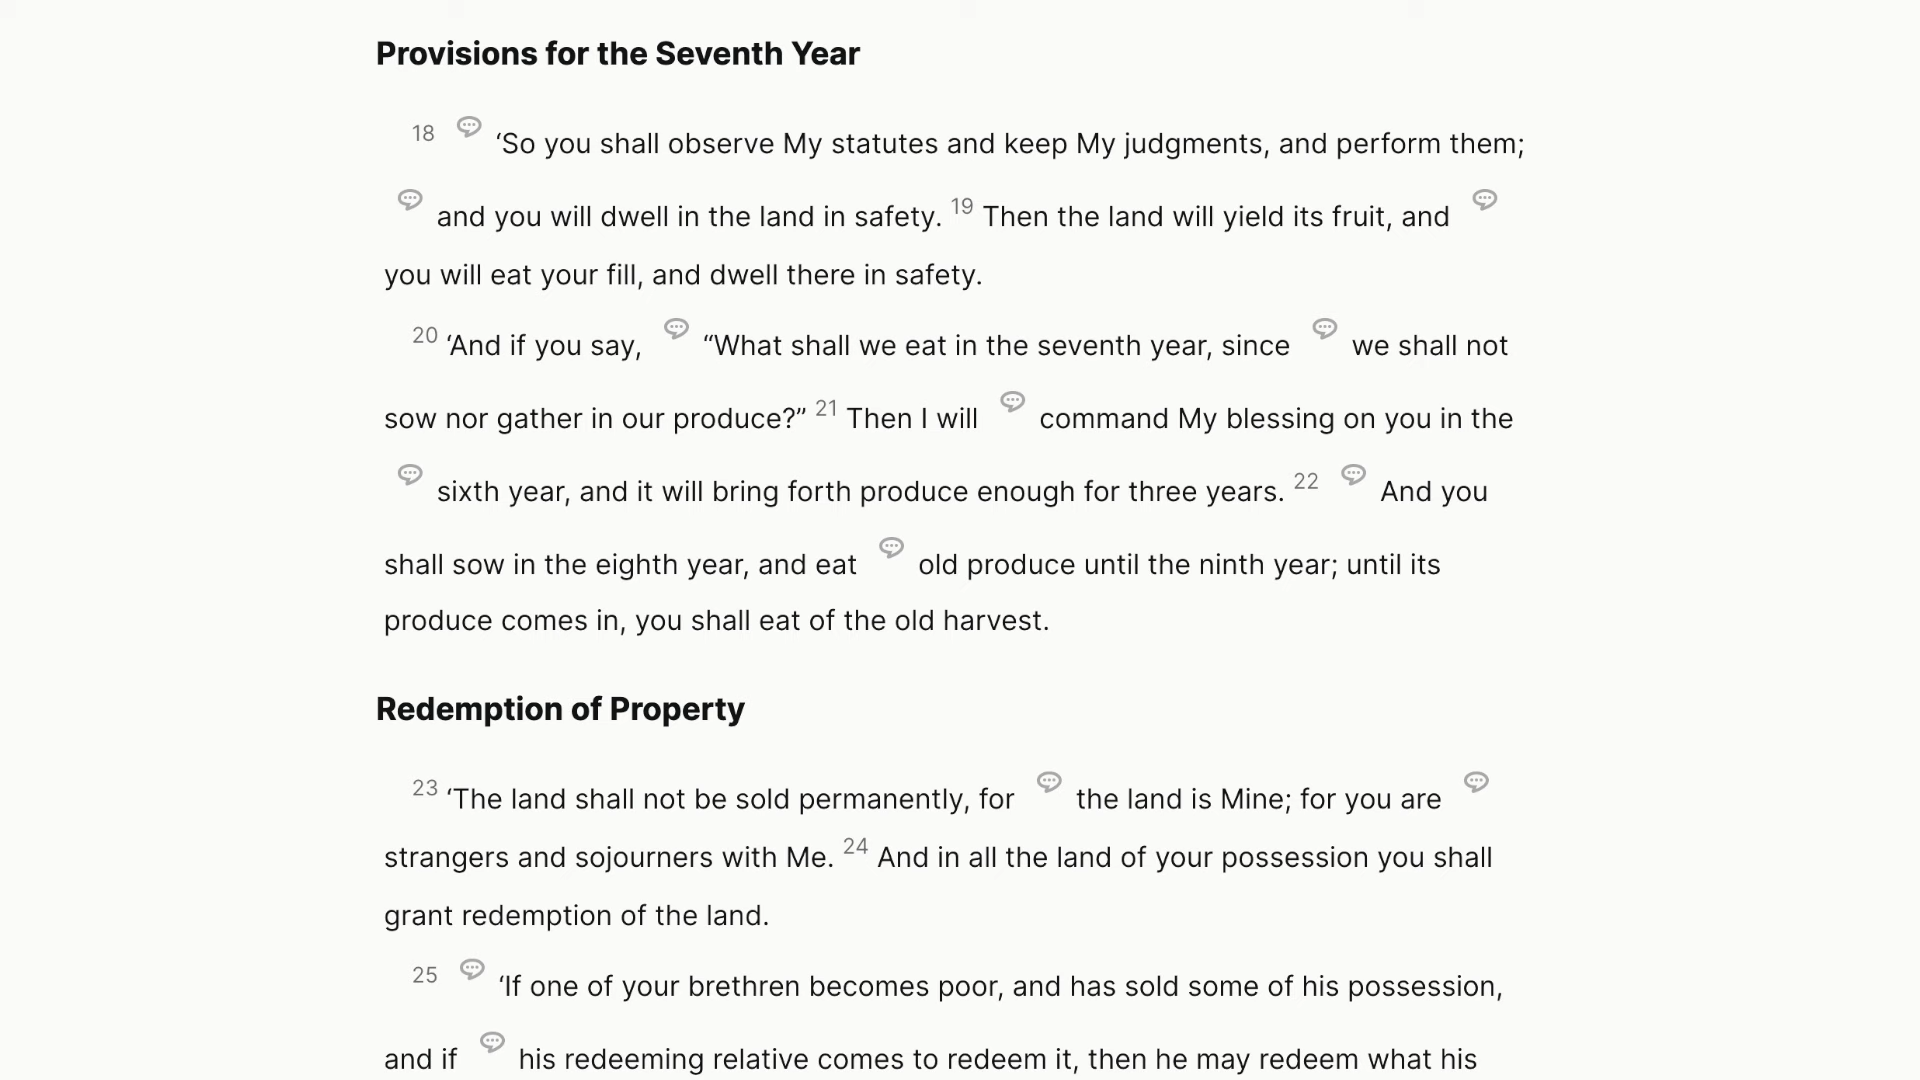 Provisions for the Seventh Year
18 ‘So you shall observe My statutes and keep My judgments, and perform them;
and you will dwell in the land in safety. 19 Then the land will yield its fruit, and
you will eat your fill, and dwell there in safety.
20 ‘And if you say, “What shall we eat in the seventh year, since we shall not
sow nor gather in our produce?” 21 Then I will command My blessing on you in the
sixth year, and it will bring forth produce enough for three years. 22 And you
shall sow in the eighth year, and eat old produce until the ninth year; until its
produce comes in, you shall eat of the old harvest.
Redemption of Property
23 ‘The land shall not be sold permanently, for the land is Mine; for you are
strangers and sojourners with Me. 24 And in all the land of your possession you shall
grant redemption of the land.
25 ‘If one of your brethren becomes poor, and has sold some of his possession,
and if his redeeming relative comes to redeem it, then he may redeem what his